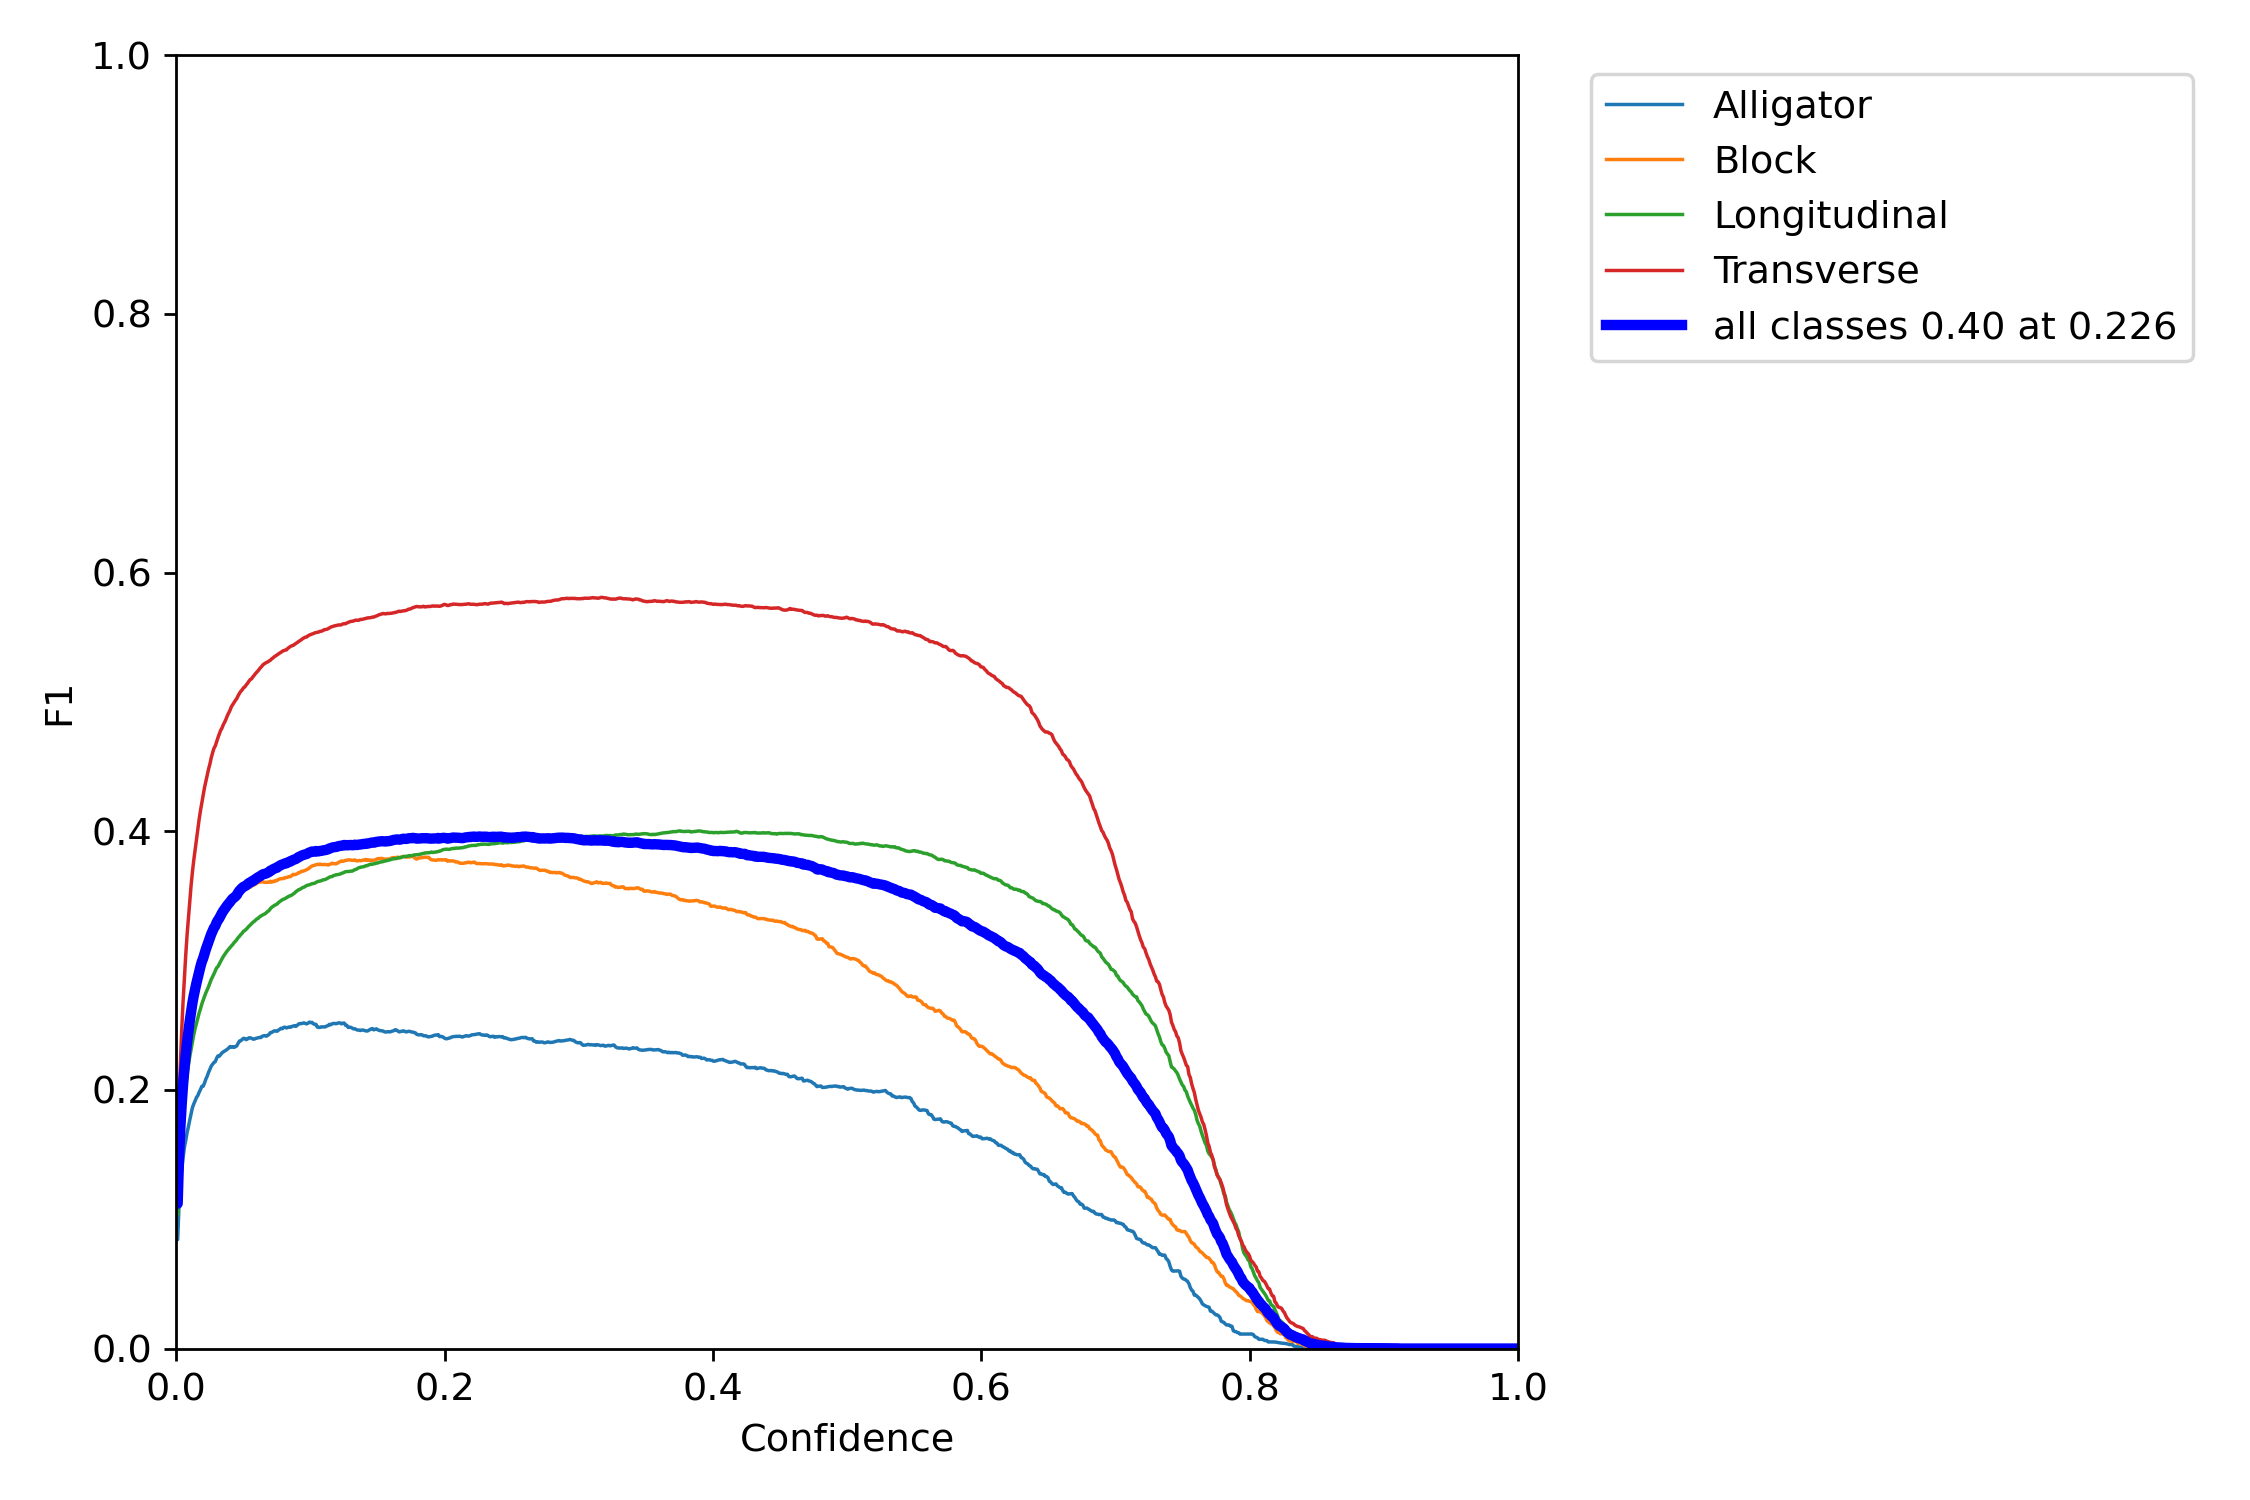 1.0
0.8
0.6
0.4
0.2
0.0
F1
0.0 0.2 0.4 0.6 0.8 1.0
Confidence
Alligator
Block
Longitudinal
Transverse
all classes 0.40 at 0.226